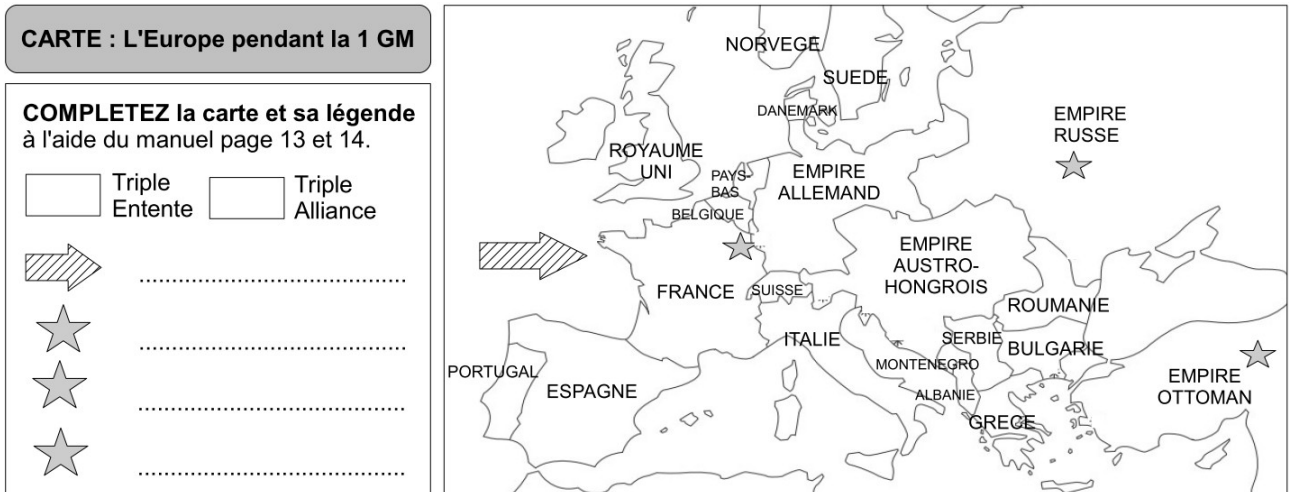 CARTE : L'Europe pendant la 1 GM
COMPLETEZ la carte et sa légende
à l'aide du manuel page 13 et 14.
Triple
Entente
Triple
Alliance
................................
................................
................................
................................
NORVEGE
SUEDE
DANEMARK
EMPIRE
RUSSE
ROYAUME
UNI
PAYS-
BAS
EMPIRE
ALLEMAND
BELGIQUE
EMPIRE
AUSTRO-
HONGROIS
FRANCE
SUISSE
ROUMANIE
ITALIE
SERBIE
BULGARIE
MONTENEGRO
PORTUGAL
ESPAGNE
ALBANIE
EMPIRE
OTTOMAN
GRECE